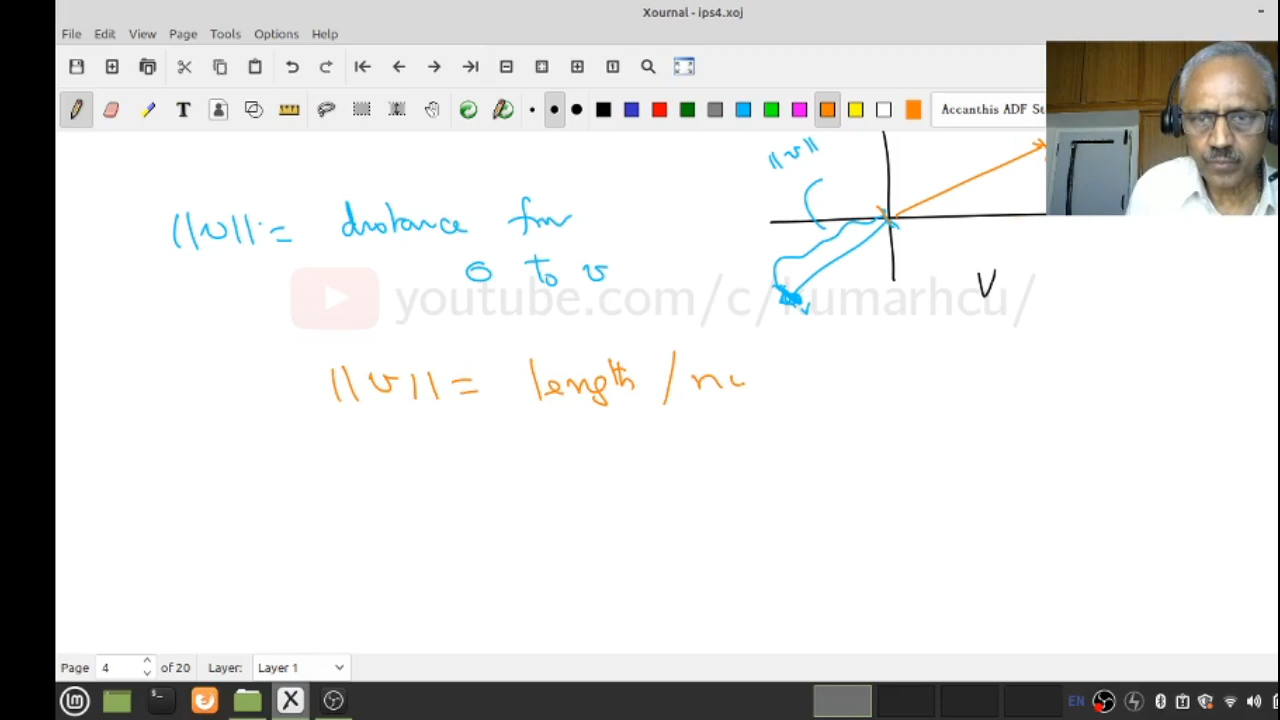 Xournal - ips4.xoj
File Edit View Page Tools Options Help
Accanthis ADF St
||v||
||v|| = distance from
0 to v
v
V
youtube.com/c/kumarhcu/
||v|| = length / no
Page 4 of 20 Layer: Layer 1
EN